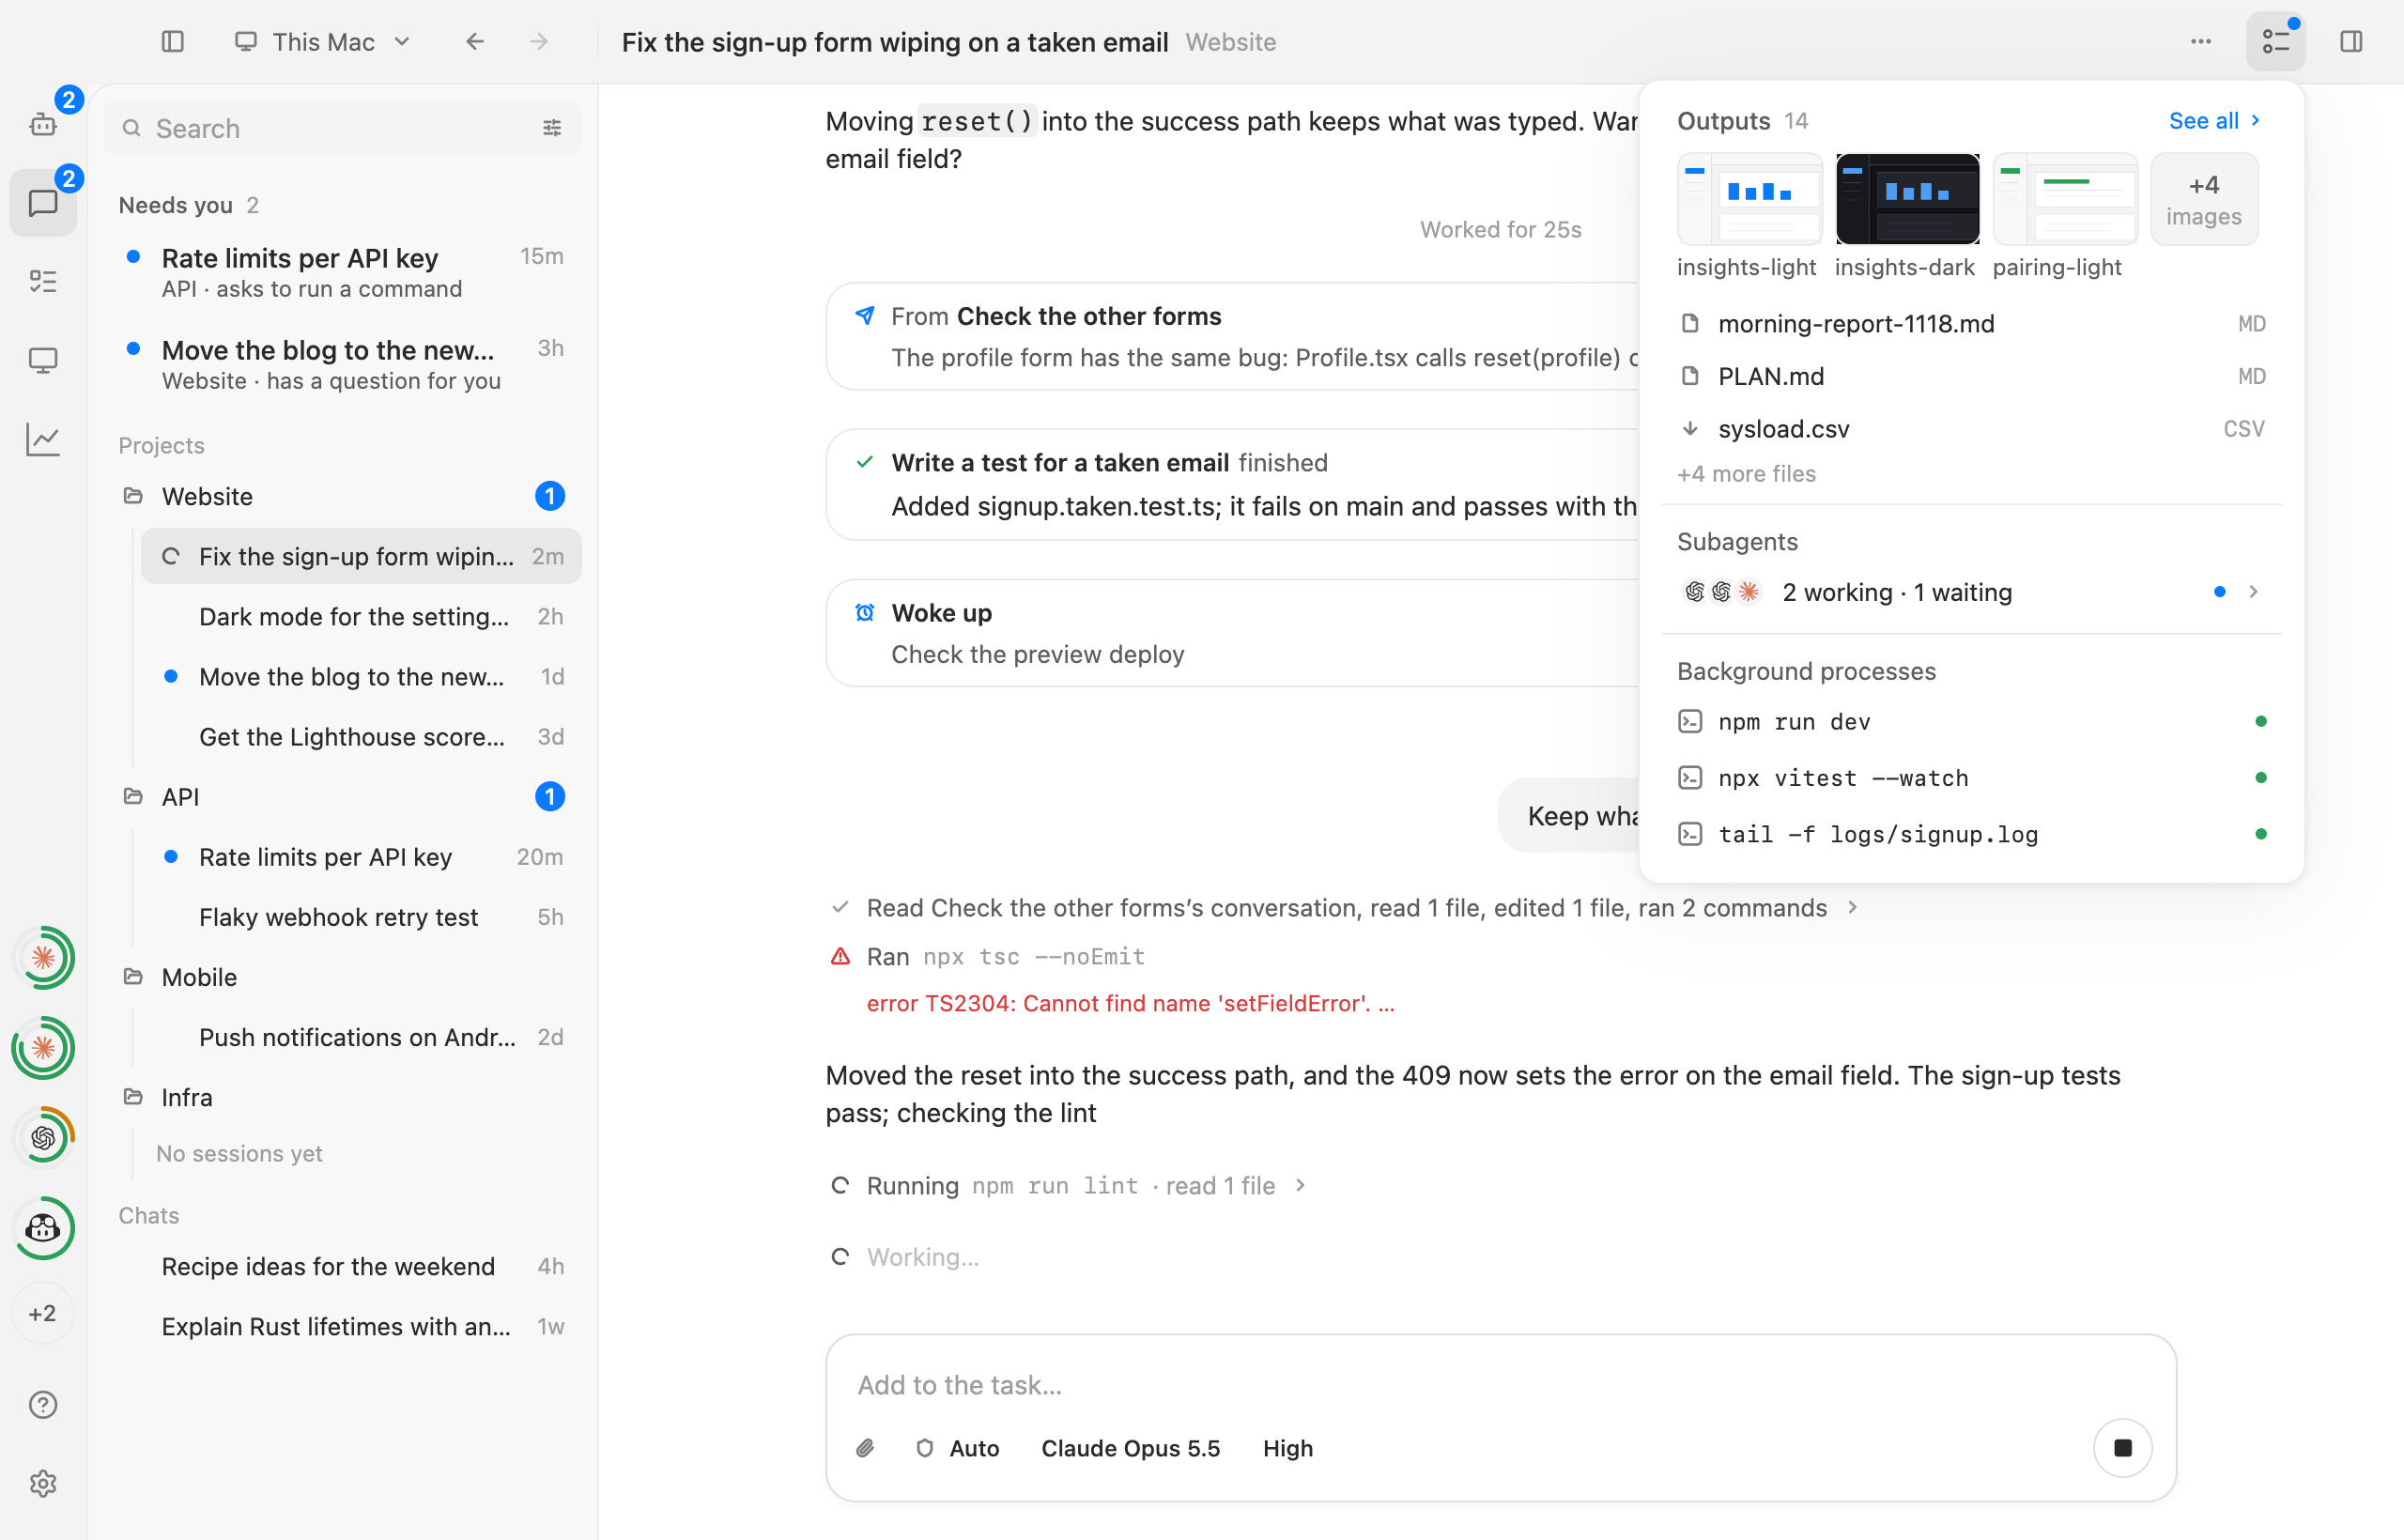 This Mac
Fix the sign-up form wiping on a taken email Website
2
2
Search
Needs you 2
Rate limits per API key 15m
API · asks to run a command
Move the blog to the new... 3h
Website · has a question for you
Projects
Website 1
Fix the sign-up form wipin... 2m
Dark mode for the setting... 2h
Move the blog to the new... 1d
Get the Lighthouse score... 3d
API 1
Rate limits per API key 20m
Flaky webhook retry test 5h
Mobile
Push notifications on Andr... 2d
Infra
No sessions yet
Chats
Recipe ideas for the weekend 4h
Explain Rust lifetimes with an... 1w
+2
Moving reset() into the success path keeps what was typed.
email field?
Worked for 25s
From Check the other forms
The profile form has the same bug: Profile.tsx calls reset(profile)
Write a test for a taken email finished
Added signup.taken.test.ts; it fails on main and passes with
Woke up
Check the preview deploy
Keep
Read Check the other forms’s conversation, read 1 file, edited 1 file, ran 2 commands
Ran npx tsc --noEmit
error TS2304: Cannot find name 'setFieldError'. ...
Moved the reset into the success path, and the 409 now sets the error on the email field. The sign-up tests
pass; checking the lint
Running npm run lint · read 1 file
Working...
Add to the task...
Auto Claude Opus 5.5 High
Outputs 14 See all
+4
images
insights-light insights-dark pairing-light
morning-report-1118.md MD
PLAN.md MD
sysload.csv CSV
+4 more files
Subagents
2 working · 1 waiting
Background processes
npm run dev
npx vitest --watch
tail -f logs/signup.log